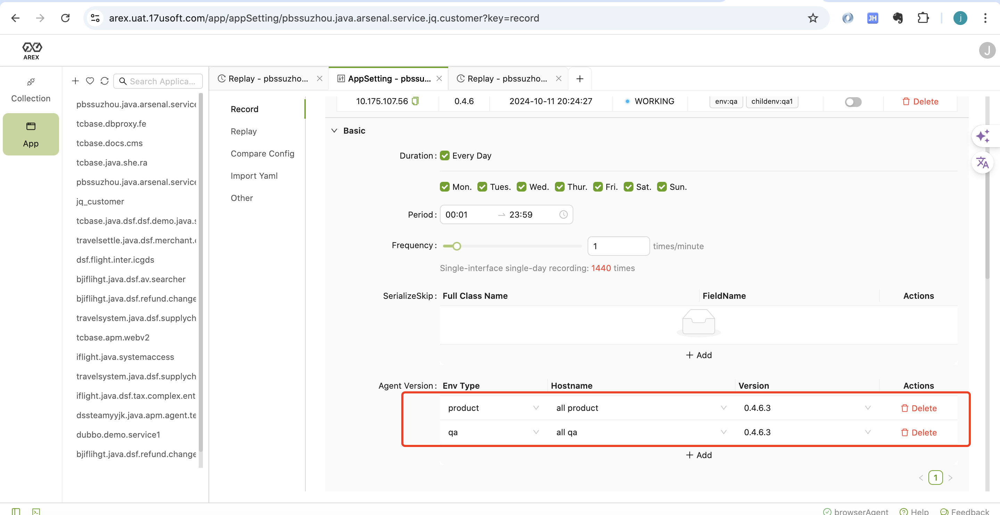 arex.uat.17usoft.com/app/appSetting/pbssuzhou.java.arsenal.service.jq.customer?key=record
JH
j
AREX
J
Collection
App
Search Applica...
pbssuzhou.java.arsenal.service
tcbase.dbproxy.fe
tcbase.docs.cms
tcbase.java.she.ra
pbssuzhou.java.arsenal.service
jq_customer
tcbase.java.dsf.dsf.demo.java.s
travelsettle.java.dsf.merchant.c
dsf.flight.inter.icgds
bjiflihgt.java.dsf.av.searcher
bjiflihgt.java.dsf.refund.change
travelsystem.java.dsf.supplych
tcbase.apm.webv2
iflight.java.systemaccess
travelsystem.java.dsf.supplych
iflight.java.dsf.tax.complex.ent
dssteamyyjk.java.apm.agent.te
dubbo.demo.service1
bjiflihgt.java.dsf.refund.change
Replay - pbssuzho...
AppSetting - pbssu...
Replay - pbssuzho...
Record
Replay
Compare Config
Import Yaml
Other
10.175.107.56 0.4.6 2024-10-11 20:24:27 WORKING env:qa childenv:qa1 Delete
Basic
Duration : Every Day
Mon. Tues. Wed. Thur. Fri. Sat. Sun.
Period : 00:01 → 23:59
Frequency : 1 times/minute
Single-interface single-day recording: 1440 times
SerializeSkip : Full Class Name FieldName Actions
+ Add
Agent Version : Env Type Hostname Version Actions
product all product 0.4.6.3 Delete
qa all qa 0.4.6.3 Delete
+ Add
< 1 >
browserAgent Help Feedback